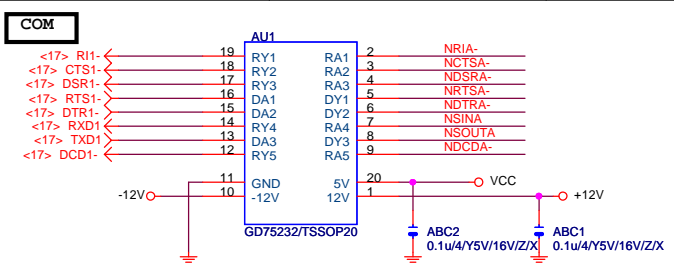 COM
AU1
<17> RI1- 19 RY1 RA1 2 NRIA-
<17> CTS1- 18 RY2 RA2 3 NCTSA-
<17> DSR1- 17 RY3 RA3 4 NDSRA-
<17> RTS1- 16 DA1 DY1 5 NRTSA-
<17> DTR1- 15 DA2 DY2 6 NDTRA-
<17> RXD1 14 RY4 RA4 7 NSINA
<17> TXD1 13 DA3 DY3 8 NSOUTA
<17> DCD1- 12 RY5 RA5 9 NDCDA-
11 GND 5V 20 VCC
-12V 10 -12V 12V 1 +12V
GD75232/TSSOP20
ABC2 ABC1
0.1u/4/Y5V/16V/Z/X 0.1u/4/Y5V/16V/Z/X